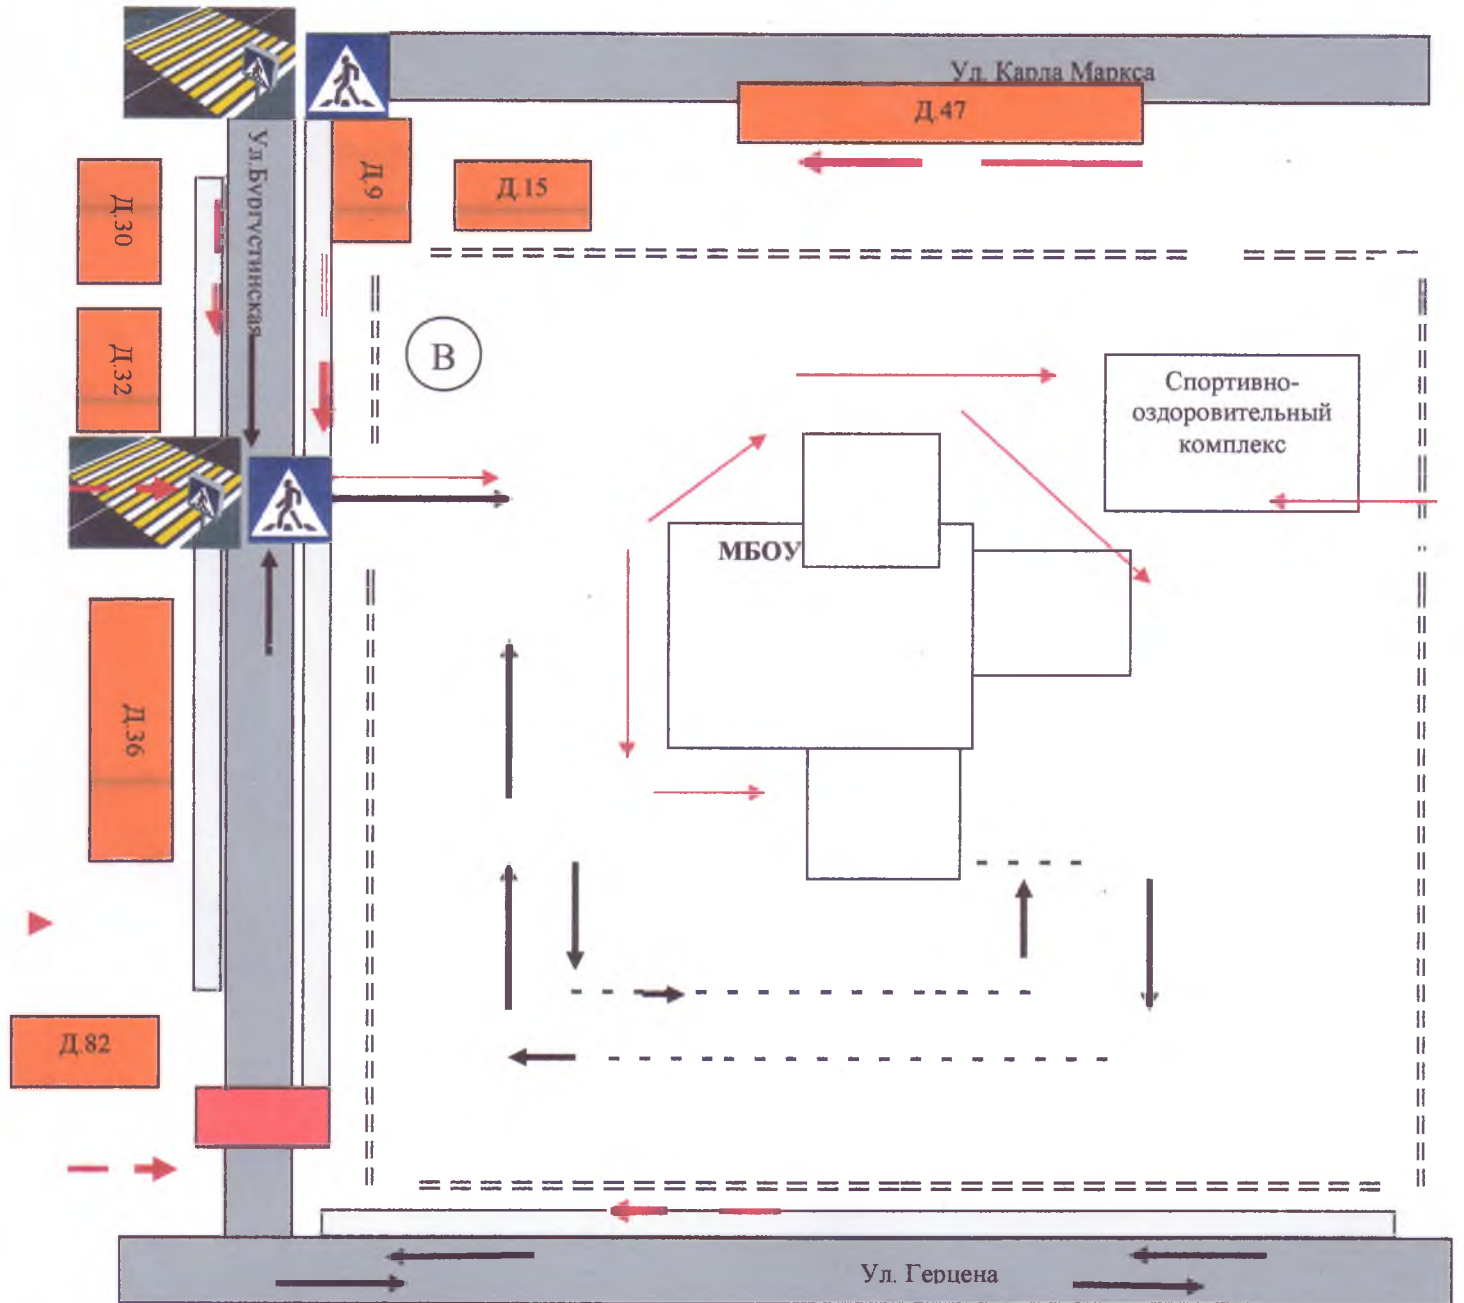 Ул. Карла Маркса
Д.47
Ул.Бургустинская
Д.9
Д.15
Д.30
Д.32
В
Спортивно-
оздоровительный
комплекс
МБОУ
Д.36
Д.82
Ул. Герцена